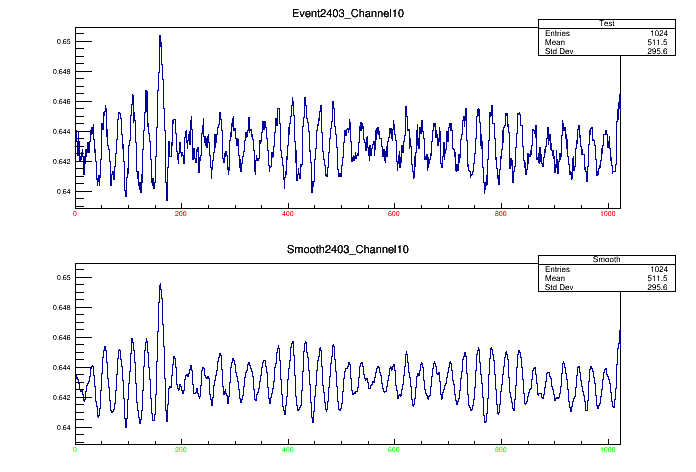 Event2403_Channel10
Test
Entries 1024
Mean 511.5
Std Dev 295.6
0.65
0.648
0.646
0.644
0.642
0.64
0 200 400 600 800 1000
Smooth2403_Channel10
Smooth
Entries 1024
Mean 511.5
Std Dev 295.6
0.65
0.648
0.646
0.644
0.642
0.64
0 200 400 600 800 1000